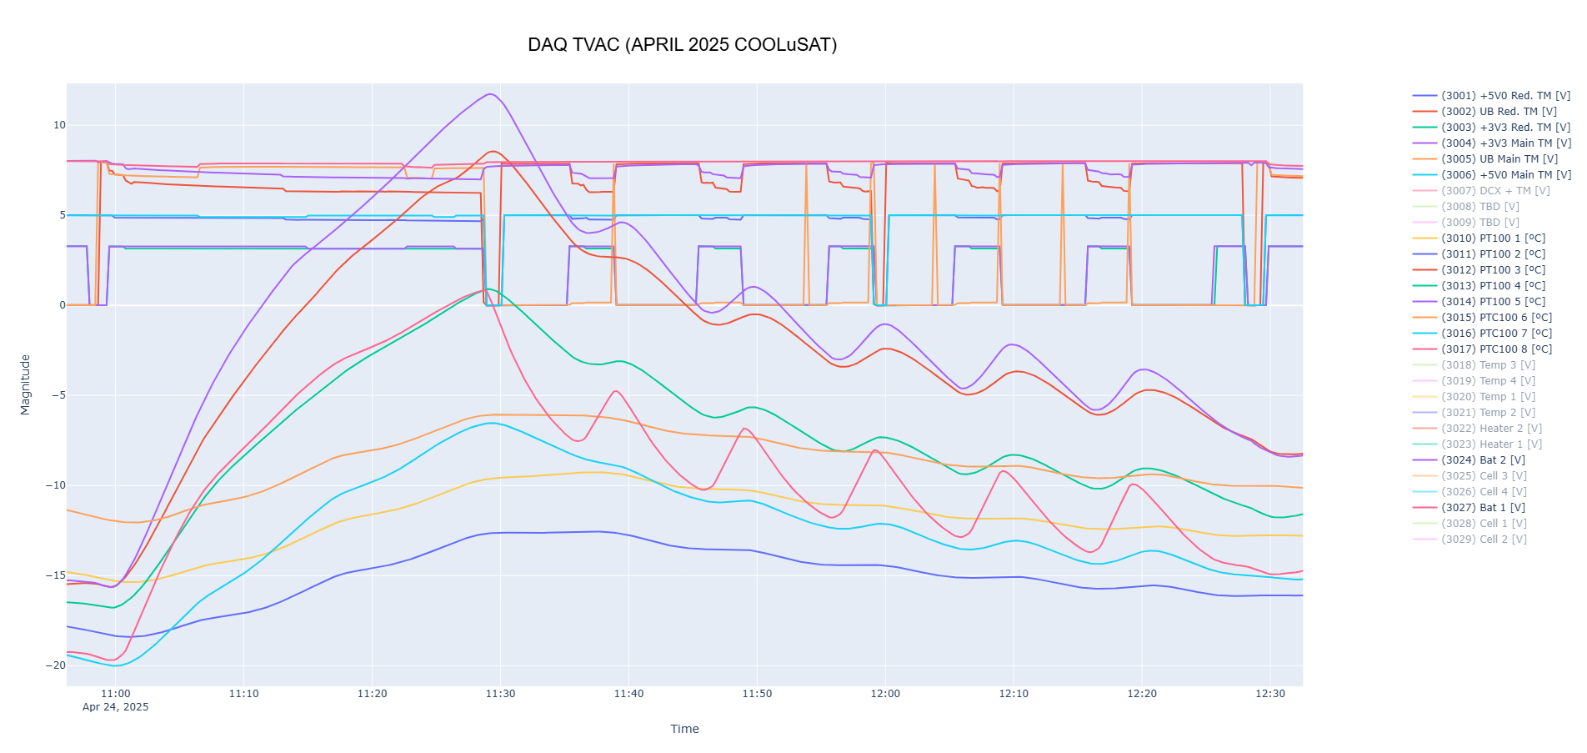 DAQ TVAC (APRIL 2025 COOLuSAT)
10
5
0
−5
−10
−15
−20
Magnitude
11:00
11:10
11:20
11:30
11:40
11:50
12:00
12:10
12:20
12:30
Apr 24, 2025
Time
(3001) +5V0 Red. TM [V]
(3002) UB Red. TM [V]
(3003) +3V3 Red. TM [V]
(3004) +3V3 Main TM [V]
(3005) UB Main TM [V]
(3006) +5V0 Main TM [V]
(3007) DCX + TM [V]
(3008) TBD [V]
(3009) TBD [V]
(3010) PT100 1 [ºC]
(3011) PT100 2 [ºC]
(3012) PT100 3 [ºC]
(3013) PT100 4 [ºC]
(3014) PT100 5 [ºC]
(3015) PTC100 6 [ºC]
(3016) PTC100 7 [ºC]
(3017) PTC100 8 [ºC]
(3018) Temp 3 [V]
(3019) Temp 4 [V]
(3020) Temp 1 [V]
(3021) Temp 2 [V]
(3022) Heater 2 [V]
(3023) Heater 1 [V]
(3024) Bat 2 [V]
(3025) Cell 3 [V]
(3026) Cell 4 [V]
(3027) Bat 1 [V]
(3028) Cell 1 [V]
(3029) Cell 2 [V]